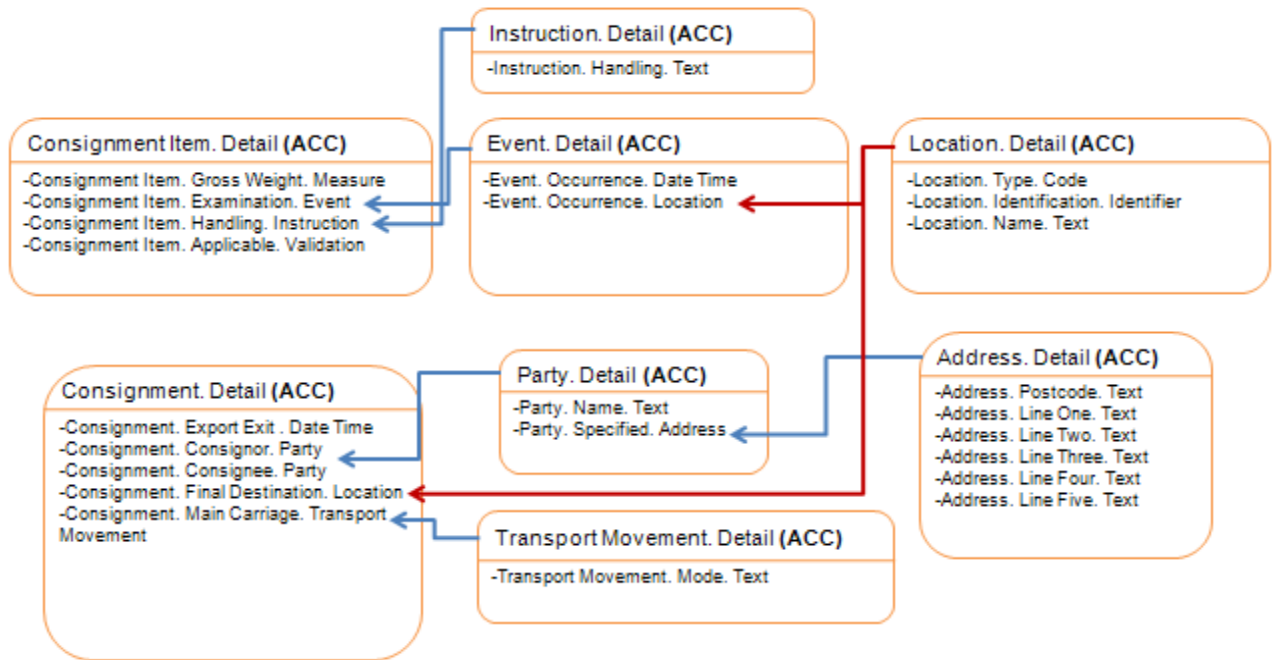 Instruction. Detail (ACC)
-Instruction. Handling. Text
Consignment Item. Detail (ACC)
-Consignment Item. Gross Weight. Measure
-Consignment Item. Examination. Event
-Consignment Item. Handling. Instruction
-Consignment Item. Applicable. Validation
Event. Detail (ACC)
-Event. Occurrence. Date Time
-Event. Occurrence. Location
Location. Detail (ACC)
-Location. Type. Code
-Location. Identification. Identifier
-Location. Name. Text
Consignment. Detail (ACC)
-Consignment. Export Exit . Date Time
-Consignment. Consignor. Party
-Consignment. Consignee. Party
-Consignment. Final Destination. Location
-Consignment. Main Carriage. Transport
Movement
Party. Detail (ACC)
-Party. Name. Text
-Party. Specified. Address
Address. Detail (ACC)
-Address. Postcode. Text
-Address. Line One. Text
-Address. Line Two. Text
-Address. Line Three. Text
-Address. Line Four. Text
-Address. Line Five. Text
Transport Movement. Detail (ACC)
-Transport Movement. Mode. Text